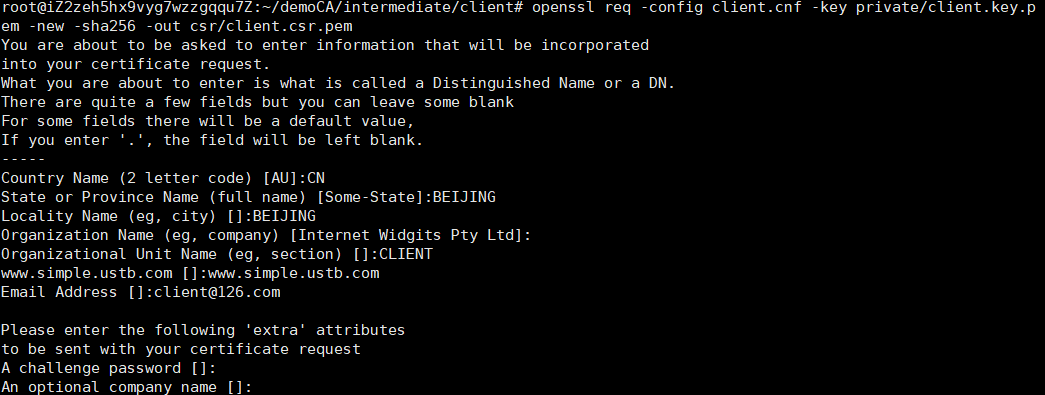 root@iZ2zeh5hx9vyg7wzzgqqu7Z:~/demoCA/intermediate/client# openssl req -config client.cnf -key private/client.key.p
em -new -sha256 -out csr/client.csr.pem
You are about to be asked to enter information that will be incorporated
into your certificate request.
What you are about to enter is what is called a Distinguished Name or a DN.
There are quite a few fields but you can leave some blank
For some fields there will be a default value,
If you enter '.', the field will be left blank.
-----
Country Name (2 letter code) [AU]:CN
State or Province Name (full name) [Some-State]:BEIJING
Locality Name (eg, city) []:BEIJING
Organization Name (eg, company) [Internet Widgits Pty Ltd]:
Organizational Unit Name (eg, section) []:CLIENT
www.simple.ustb.com []:www.simple.ustb.com
Email Address []:client@126.com

Please enter the following 'extra' attributes
to be sent with your certificate request
A challenge password []:
An optional company name []: